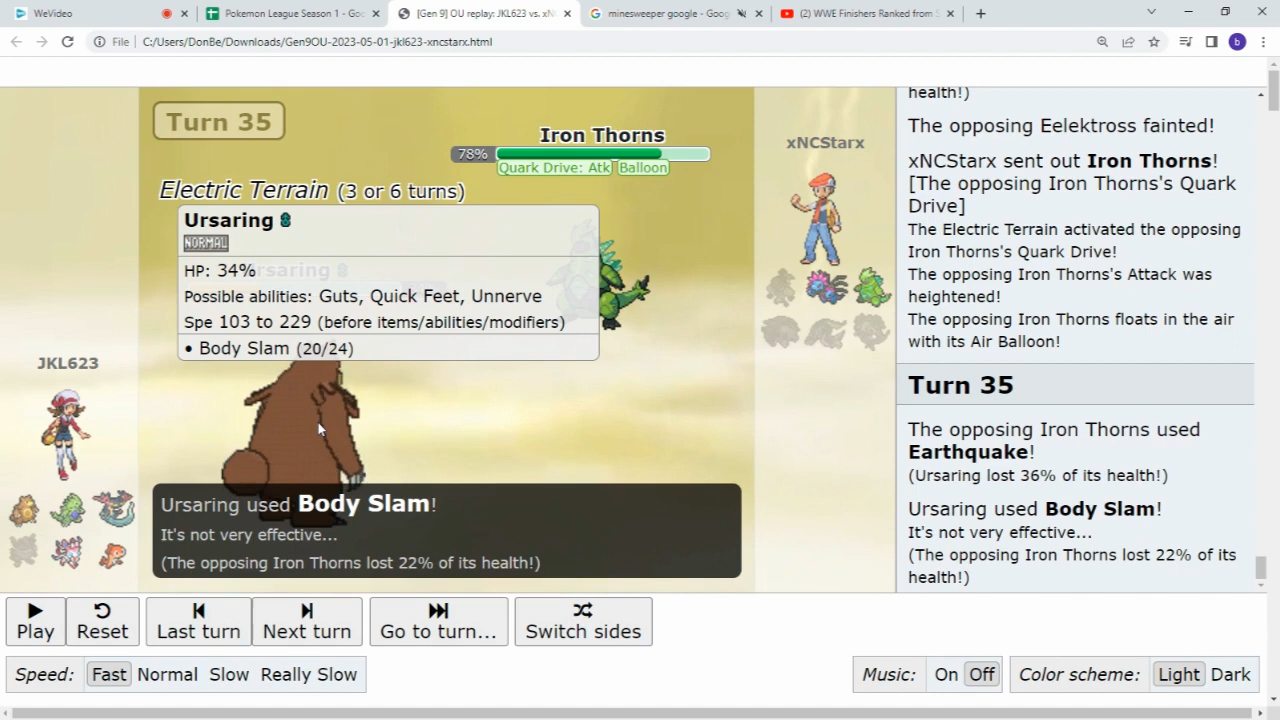 WeVideo
Pokemon League Season 1 - Goo
[Gen 9] OU replay: JKL623 vs. xN
minesweeper google - Goog
(2) WWE Finishers Ranked from
File
C:/Users/DonBe/Downloads/Gen9OU-2023-05-01-jkl623-xncstarx.html
b
Turn 35
Iron Thorns
78%
Quark Drive: Atk Balloon
Electric Terrain (3 or 6 turns)
Ursaring 8
NORMAL
HP: 34%
Possible abilities: Guts, Quick Feet, Unnerve
Spe 103 to 229 (before items/abilities/modifiers)
• Body Slam (20/24)
JKL623
xNCStarx
Ursaring used Body Slam!
It's not very effective...
(The opposing Iron Thorns lost 22% of its health!)
health!)
The opposing Eelektross fainted!
xNCStarx sent out Iron Thorns!
[The opposing Iron Thorns's Quark
Drive]
The Electric Terrain activated the opposing
Iron Thorns's Quark Drive!
The opposing Iron Thorns's Attack was
heightened!
The opposing Iron Thorns floats in the air
with its Air Balloon!
Turn 35
The opposing Iron Thorns used
Earthquake!
(Ursaring lost 36% of its health!)
Ursaring used Body Slam!
It's not very effective...
(The opposing Iron Thorns lost 22% of its
health!)
Play
Reset
Last turn
Next turn
Go to turn...
Switch sides
Speed: Fast Normal Slow Really Slow
Music: On Off
Color scheme: Light Dark